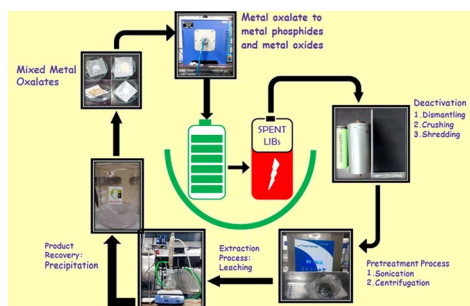 Metal oxalate to
metal phosphides
and metal oxides
Mixed Metal
Oxalates
SPENT
LIBs
Deactivation
1.Dismantling
2.Crushing
3.Shredding
Product
Recovery:
Precipitation
Extraction
Process:
Leaching
Pretreatment Process
1.Sonication
2.Centrifugation